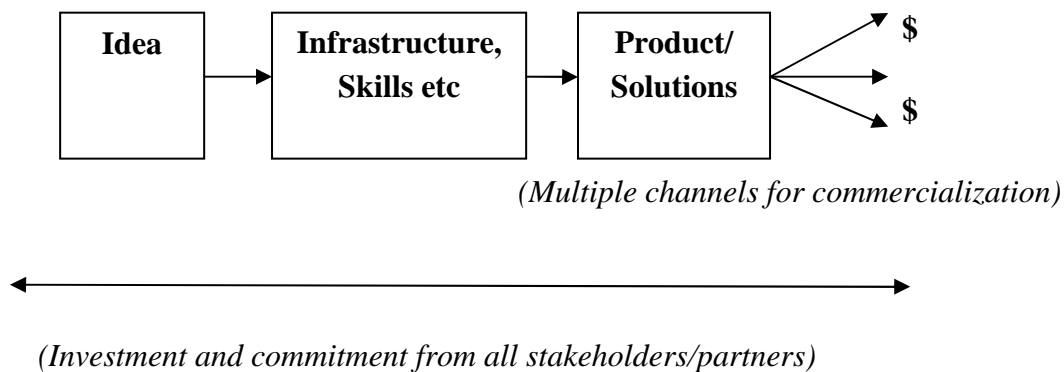 Idea
Infrastructure,
Skills etc
Product/
Solutions
$
$
(Multiple channels for commercialization)
(Investment and commitment from all stakeholders/partners)